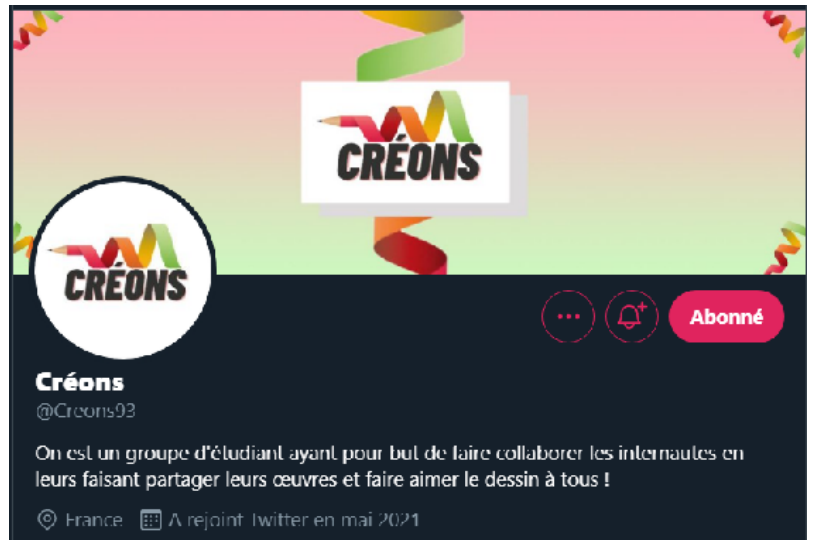 CRÉONS
CRÉONS
Abonné
Créons
@Creons93
On est un groupe d'étudiant ayant pour but de faire collaborer les internautes en
leurs faisant partager leurs œuvres et faire aimer le dessin à tous !
France A rejoint Twitter en mai 2021